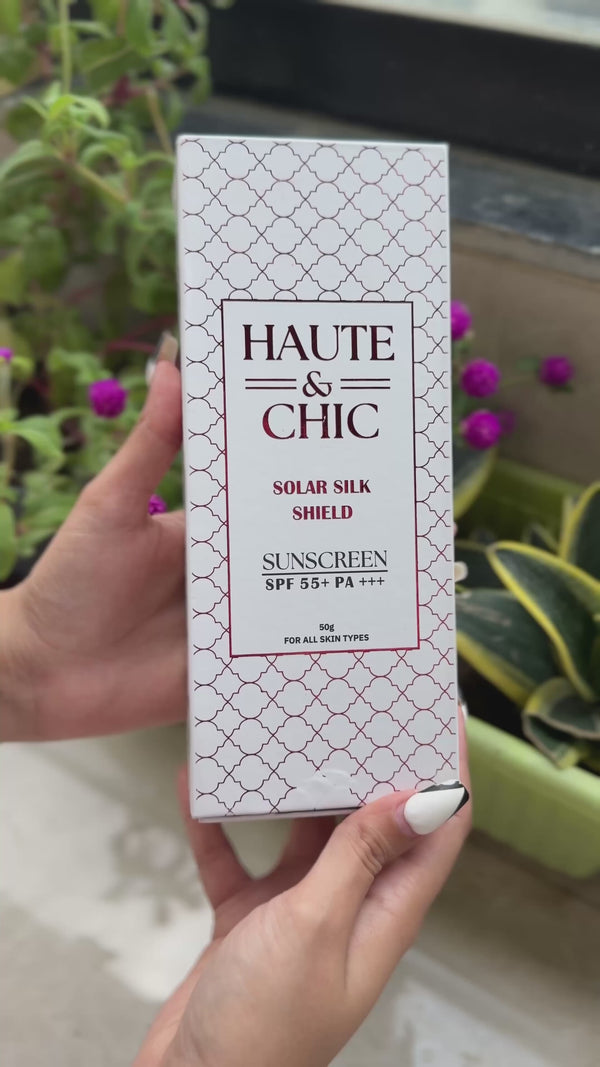 HAUTE
&
CHIC
SOLAR SILK
SHIELD
SUNSCREEN
SPF 55+ PA +++
50g
FOR ALL SKIN TYPES